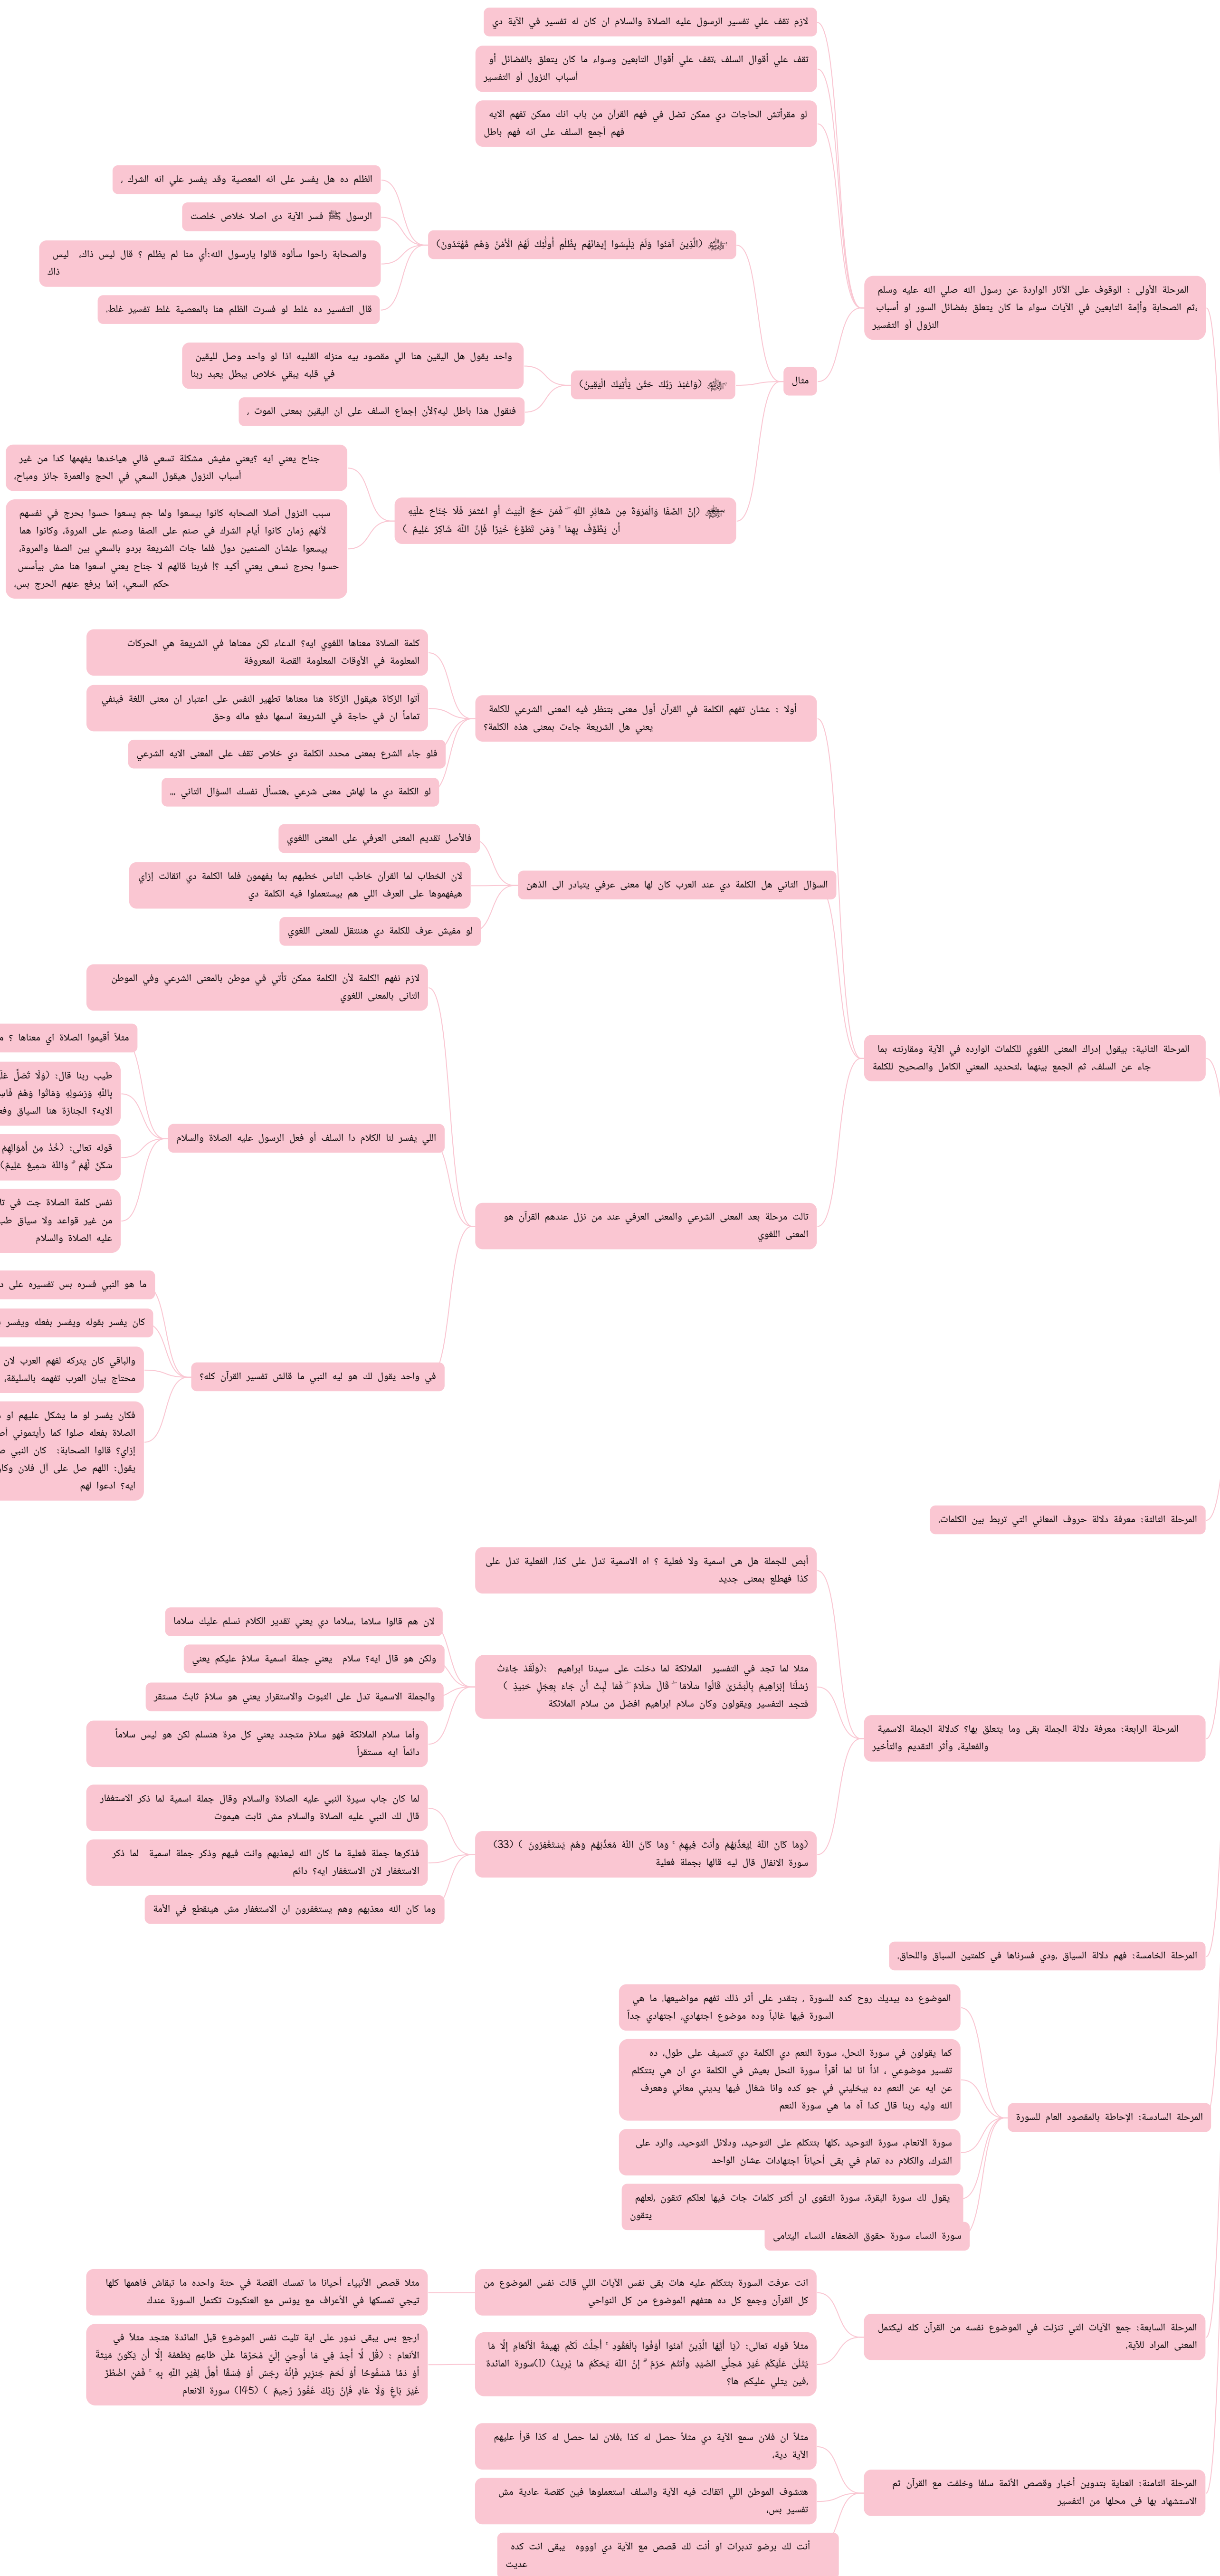 المرحلة الأولى : الوقوف على الآثار الواردة عن رسول الله صلي الله عليه وسلم
،ثم الصحابة وأإمة التابعين في الآيات سواء ما كان يتعلق بفضائل السور او أسباب
النزول أو التفسير
لازم تقف علي تفسير الرسول عليه الصلاة والسلام ان كان له تفسير في الآية دي
تقف علي أقوال السلف ،تقف علي أقوال التابعين وسواء ما كان يتعلق بالفضائل أو
أسباب النزول أو التفسير
لو مقرأتش الحاجات دي ممكن تضل في فهم القرآن من باب انك ممكن تفهم الايه
فهم أجمع السلف على انه فهم باطل
مثال
﷽ (الَّذِينَ آمَنُوا وَلَمْ يَلْبِسُوا إِيمَانَهُم بِظُلْمٍ أُولَٰئِكَ لَهُمُ الْأَمْنُ وَهُم مُّهْتَدُونَ)
الظلم ده هل يفسر على انه المعصية وقد يفسر علي انه الشرك ,
الرسول ﷺ فسر الآية دى اصلا خلاص خلصت
والصحابة راحوا سألوه قالوا يارسول الله:أي منا لم يظلم ؟ قال ليس ذاك، ليس
ذاك
قال التفسير ده غلط لو فسرت الظلم هنا بالمعصية غلط تفسير غلط.
﷽ (وَاعْبُدْ رَبَّكَ حَتَّىٰ يَأْتِيَكَ الْيَقِينُ)
واحد يقول هل اليقين هنا الي مقصود بيه منزله القلبيه اذا لو واحد وصل لليقين
في قلبه يبقي خلاص يبطل يعبد ربنا
فنقول هذا باطل ليه؟لأن إجماع السلف على ان اليقين بمعنى الموت ,
﷽ (إِنَّ الصَّفَا وَالْمَرْوَةَ مِن شَعَائِرِ اللَّهِ ۖ فَمَنْ حَجَّ الْبَيْتَ أَوِ اعْتَمَرَ فَلَا جُنَاحَ عَلَيْهِ
أَن يَطَّوَّفَ بِهِمَا ۚ وَمَن تَطَوَّعَ خَيْرًا فَإِنَّ اللَّهَ شَاكِرٌ عَلِيمٌ )
جناح يعني ايه ؟يعني مفيش مشكلة تسعي فالي هياخدها يفهمها كدا من غير
أسباب النزول هيقول السعي في الحج والعمرة جائز ومباح،
سبب النزول أصلا الصحابه كانوا بيسعوا ولما جم يسعوا حسوا بحرج في نفسهم
لأنهم زمان كانوا أيام الشرك في صنم على الصفا وصنم على المروة، وكانوا هما
بيسعوا علشان الصنمين دول فلما جات الشريعة بردو بالسعي بين الصفا والمروة،
حسوا بحرج نسعى يعني أكيد ؟! فربنا قالهم لا جناح يعني اسعوا هنا مش بيأسس
حكم السعي، إنما يرفع عنهم الحرج بس،
المرحلة الثانية: بيقول إدراك المعنى اللغوي للكلمات الوارده في الآية ومقارنته بما
جاء عن السلف، ثم الجمع بينهما ،لتحديد المعني الكامل والصحيح للكلمة
أولا : عشان تفهم الكلمة في القرآن أول معنى بتنظر فيه المعنى الشرعي للكلمة
يعني هل الشريعة جاءت بمعنى هذه الكلمة؟
كلمة الصلاة معناها اللغوي ايه؟ الدعاء لكن معناها في الشريعة هي الحركات
المعلومة في الأوقات المعلومة القصة المعروفة
آتوا الزكاة هيقول الزكاة هنا معناها تطهير النفس على اعتبار ان معنى اللغة فينفي
تماماً ان في حاجة في الشريعة اسمها دفع ماله وحق
فلو جاء الشرع بمعنى محدد الكلمة دي خلاص تقف على المعنى الايه الشرعي
لو الكلمة دي ما لهاش معنى شرعي ،هتسأل نفسك السؤال الثاني ...
السؤال الثاني هل الكلمة دي عند العرب كان لها معنى عرفي يتبادر الى الذهن
فالأصل تقديم المعنى العرفي على المعنى اللغوي
لان الخطاب لما القرآن خاطب الناس خطبهم بما يفهمون فلما الكلمة دي اتقالت إزاي
هيفهموها على العرف اللي هم بيستعملوا فيه الكلمة دي
لو مفيش عرف للكلمة دي هننتقل للمعنى اللغوي
ثالت مرحلة بعد المعنى الشرعي والمعنى العرفي عند من نزل عندهم القرآن هو
المعنى اللغوي
لازم نفهم الكلمة لأن الكلمة ممكن تأتي في موطن بالمعنى الشرعي وفي الموطن
الثانى بالمعنى اللغوي
اللي يفسر لنا الكلام دا السلف أو فعل الرسول عليه الصلاة والسلام
مثلاً أقيموا الصلاة اي معناها ؟
طيب ربنا قال: (وَلَا تُصَلِّ
بِاللَّهِ وَرَسُولِهِ وَمَاتُوا وَهُمْ
الايه؟ الجنازة هنا السياق
قوله تعالى: (خُذْ مِنْ أَمْوَالِهِمْ
سَكَنٌ لَّهُمْ ۗ وَاللَّهُ سَمِيعٌ عَلِيمٌ)
نفس كلمة الصلاة جت في
من غير قواعد ولا سياق
عليه الصلاة والسلام
في واحد يقول لك هو ليه النبي ما قالش تفسير القرآن كله؟
ما هو النبي فسره بس تفسيره على
كان يفسر بقوله ويفسر بفعله ويفسر
والباقي كان يتركه لفهم العرب لان
محتاج بيان العرب تفهمه بالسليقة،
فكان يفسر لو ما يشكل عليهم او
الصلاة بفعله صلوا كما رأيتموني
إزاي؟ قالوا الصحابة: كان النبي
يقول: اللهم صل على آل فلان
ايه؟ ادعوا لهم
المرحلة الثالثة: معرفة دلالة حروف المعاني التي تربط بين الكلمات.
المرحلة الرابعة: معرفة دلالة الجملة بقى وما يتعلق بها؟ كدلالة الجملة الاسمية
والفعلية، وأثر التقديم والتأخير
أبص للجملة هل هى اسمية ولا فعلية ؟ اه الاسمية تدل على كذا, الفعلية تدل على
كذا فهطلع بمعنى جديد
مثلا لما تجد في التفسير الملائكة لما دخلت على سيدنا ابراهيم :(وَلَقَدْ جَاءَتْ
رُسُلُنَا إِبْرَاهِيمَ بِالْبُشْرَىٰ قَالُوا سَلَامًا ۖ قَالَ سَلَامٌ ۖ فَمَا لَبِثَ أَن جَاءَ بِعِجْلٍ حَنِيذٍ )
فتجد التفسير ويقولون وكان سلام ابراهيم افضل من سلام الملائكة
لان هم قالوا سلاما ،سلاما دي يعني تقدير الكلام نسلم عليك سلاما
ولكن هو قال ايه؟ سلام يعني جملة اسمية سلامٌ عليكم يعني
والجملة الاسمية تدل على الثبوت والاستقرار يعني هو سلامٌ ثابتٌ مستقر
وأما سلام الملائكة فهو سلامٌ متجدد يعني كل مرة هنسلم لكن هو ليس سلاماً
دائماً ايه مستقراً
(وَمَا كَانَ اللَّهُ لِيُعَذِّبَهُمْ وَأَنتَ فِيهِمْ ۚ وَمَا كَانَ اللَّهُ مُعَذِّبَهُمْ وَهُمْ يَسْتَغْفِرُونَ ) (33)
سورة الانفال قال ليه قالها بجملة فعلية
لما كان جاب سيرة النبي عليه الصلاة والسلام وقال جملة اسمية لما ذكر الاستغفار
قال لك النبي عليه الصلاة والسلام مش ثابت هيموت
فذكرها جملة فعلية ما كان الله ليعذبهم وانت فيهم وذكر جملة اسمية لما ذكر
الاستغفار لان الاستغفار ايه؟ دائم
وما كان الله معذبهم وهم يستغفرون ان الاستغفار مش هينقطع في الأمة
المرحلة الخامسة: فهم دلالة السياق ،ودي فسرناها في كلمتين السباق واللحاق.
المرحلة السادسة: الإحاطة بالمقصود العام للسورة
الموضوع ده بيديك روح كده للسورة , بتقدر على أثر ذلك تفهم مواضيعها. ما هي
السورة فيها غالباً وده موضوع اجتهادي, اجتهادي جداً
كما يقولون في سورة النحل، سورة النعم دي الكلمة دي تتسيف على طول، ده
تفسير موضوعي ، اذاً انا لما أقرأ سورة النحل بعيش في الكلمة دي ان هي بتتكلم
عن ايه عن النعم ده بيخليني في جو كده وانا شغال فيها يديني معاني وهعرف
الله وليه ربنا قال كدا آه ما هي سورة النعم
سورة الانعام، سورة التوحيد ،كلها بتتكلم على التوحيد، ودلائل التوحيد، والرد على
الشرك، والكلام ده تمام في بقى أحياناً اجتهادات عشان الواحد
يقول لك سورة البقرة، سورة التقوى ان أكتر كلمات جات فيها لعلكم تتقون ،لعلهم
يتقون
سورة النساء سورة حقوق الضعفاء النساء اليتامى
المرحلة السابعة: جمع الآيات التي تنزلت في الموضوع نفسه من القرآن كله ليكتمل
المعنى المراد للآية.
انت عرفت السورة بتتكلم عليه هات بقى نفس الآيات اللي قالت نفس الموضوع من
كل القرآن وجمع كل ده هتفهم الموضوع من كل النواحي
مثلا قصص الأنبياء أحيانا ما تمسك القصة في حتة واحده ما تبقاش فاهمها كلها
تيجي تمسكها في الأعراف مع يونس مع العنكبوت تكتمل السورة عندك
مثلاً قوله تعالى: (يَا أَيُّهَا الَّذِينَ آمَنُوا أَوْفُوا بِالْعُقُودِ ۚ أُحِلَّتْ لَكُم بَهِيمَةُ الْأَنْعَامِ إِلَّا مَا
يُتْلَىٰ عَلَيْكُمْ غَيْرَ مُحِلِّي الصَّيْدِ وَأَنتُمْ حُرُمٌ ۗ إِنَّ اللَّهَ يَحْكُمُ مَا يُرِيدُ) (1)سورة المائدة
،فين يتلي عليكم ها؟
ارجع بس يبقى ندور على اية تليت نفس الموضوع قبل المائدة هتجد مثلاً في
الأنعام : (قُل لَّا أَجِدُ فِي مَا أُوحِيَ إِلَيَّ مُحَرَّمًا عَلَىٰ طَاعِمٍ يَطْعَمُهُ إِلَّا أَن يَكُونَ مَيْتَةً
أَوْ دَمًا مَّسْفُوحًا أَوْ لَحْمَ خِنزِيرٍ فَإِنَّهُ رِجْسٌ أَوْ فِسْقًا أُهِلَّ لِغَيْرِ اللَّهِ بِهِ ۚ فَمَنِ اضْطُرَّ
غَيْرَ بَاغٍ وَلَا عَادٍ فَإِنَّ رَبَّكَ غَفُورٌ رَّحِيمٌ ) (145) سورة الانعام
المرحلة الثامنة: العناية بتدوين أخبار وقصص الأئمة سلفا وخلفت مع القرآن ثم
الاستشهاد بها فى محلها من التفسير
مثلاً ان فلان سمع الآية دي مثلاً حصل له كذا ،فلان لما حصل له كذا قرأ عليهم
الآية دية،
هتشوف الموطن اللي اتقالت فيه الآية والسلف استعملوها فين كقصة عادية مش
تفسير بس،
أنت لك برضو تدبرات او أنت لك قصص مع الآية دي اوووه يبقى انت كده
عديت